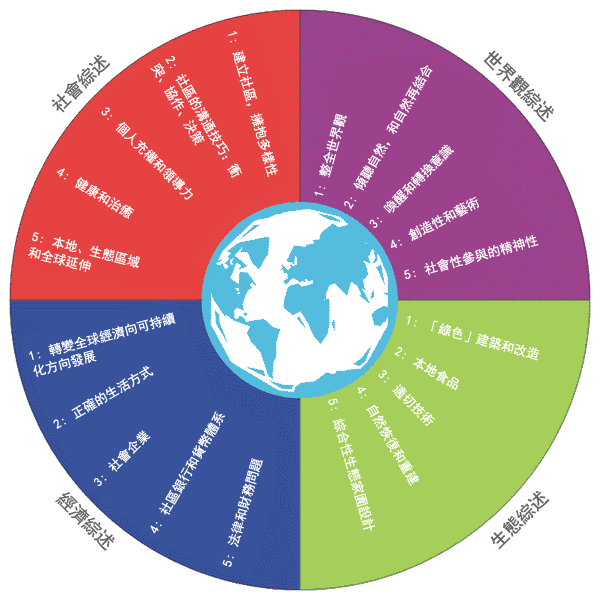 社會綜述
1: 建立社區，擁抱多樣性
2: 社區的溝通技巧：衝
突、協作、決策
3: 個人充權和領導力
4: 健康和治癒
5: 本地、生態區域
和全球延伸
世界觀綜述
1: 整全世界觀
2: 傾聽自然，和自然再結合
3: 喚醒和轉換意識
4: 創造性和藝術
5: 社會性參與的精神性
經濟綜述
1: 轉變全球經濟向可持續
化方向發展
2: 正確的生活方式
3: 社會企業
4: 社區銀行和貨幣體系
5: 法律和財務問題
生態綜述
1: 「綠色」建築和改造
2: 本地食品
3: 適切技術
4: 自然恢復和重建
5: 綜合性生態家園設計